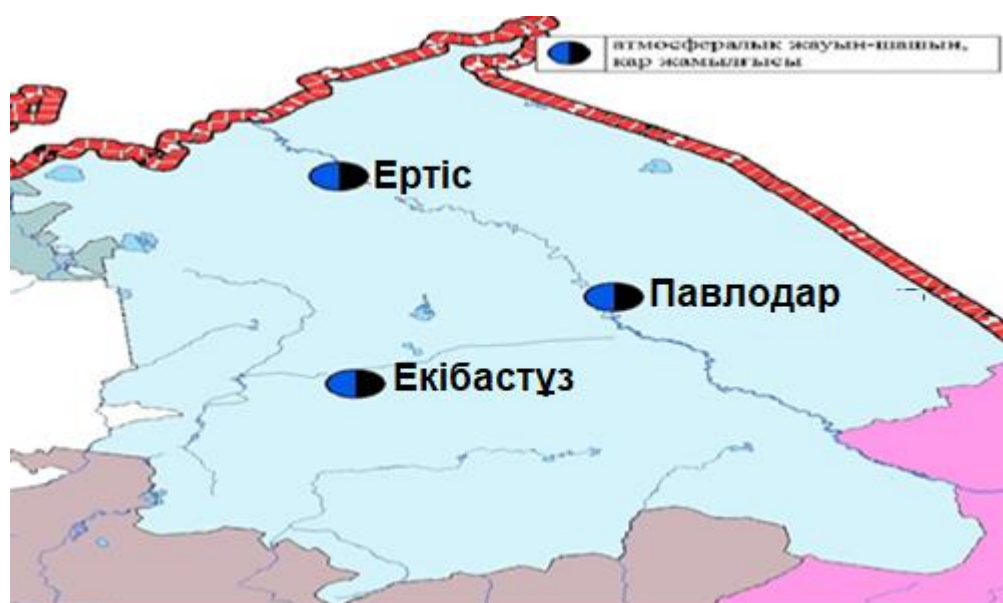 атмосфералық жауын-шашын,
қар жамылғысы
Ертіс
Павлодар
Екібастұз